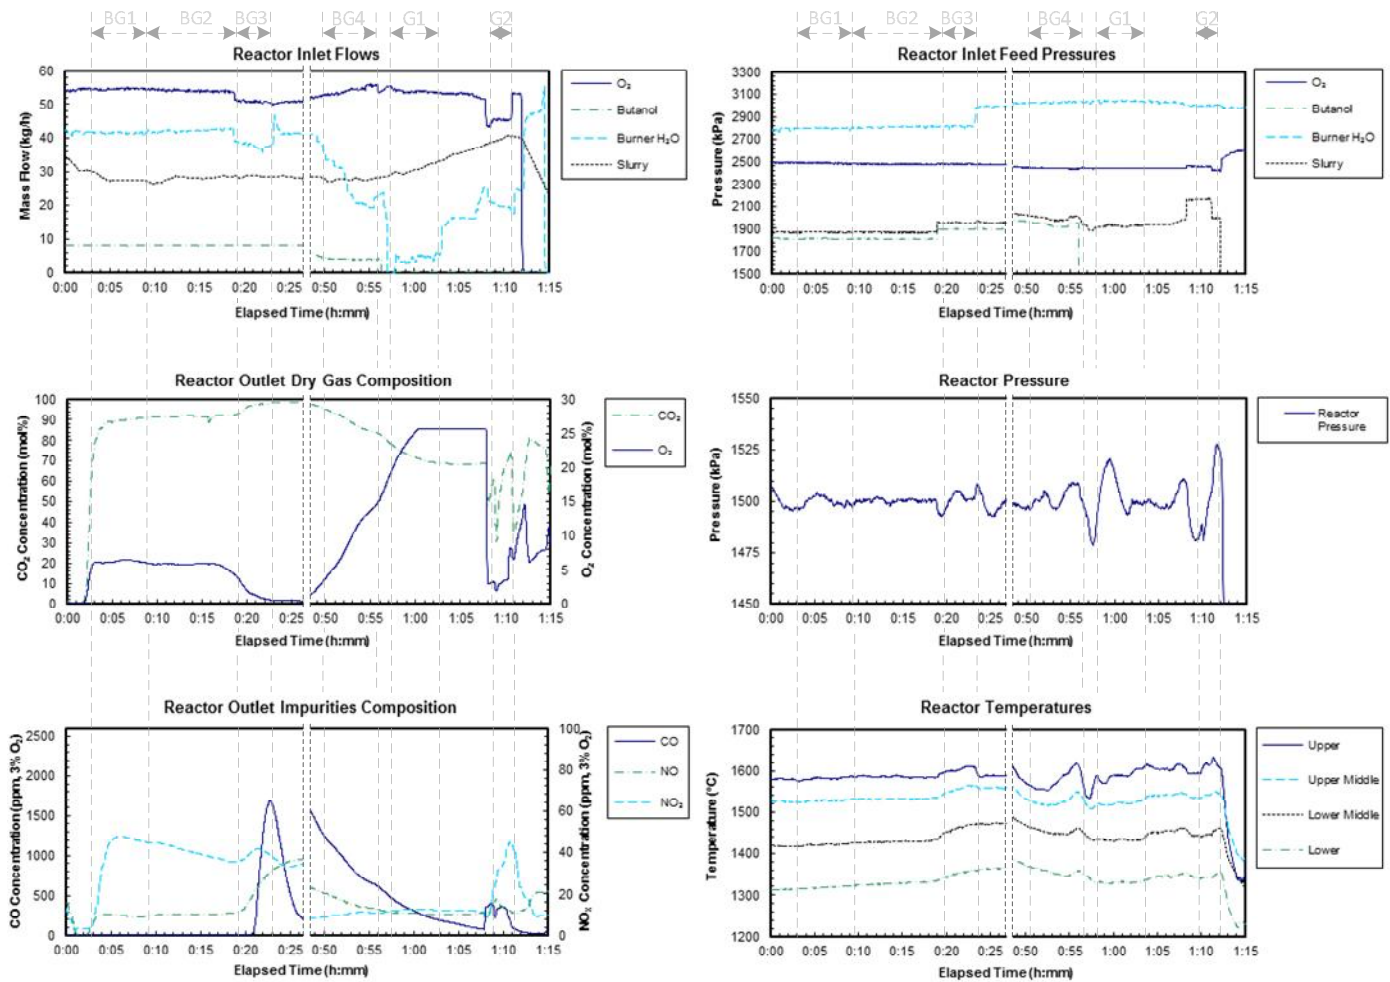 BG1 BG2 BG3 BG4 G1 G2
BG1 BG2 BG3 BG4 G1 G2
Reactor Inlet Flows
Mass Flow (kg/h)
60
50
40
30
20
10
0
0:00 0:05 0:10 0:15 0:20 0:25 0:50 0:55 1:00 1:05 1:10 1:15
Elapsed Time (h:mm)
O₂
Butanol
Burner H₂O
Slurry
Reactor Inlet Feed Pressures
Pressure (kPa)
3300
3100
2900
2700
2500
2300
2100
1900
1700
1500
0:00 0:05 0:10 0:15 0:20 0:25 0:50 0:55 1:00 1:05 1:10 1:15
Elapsed Time (h:mm)
O₂
Butanol
Burner H₂O
Slurry
Reactor Outlet Dry Gas Composition
CO₂ Concentration (mol%)
100
90
80
70
60
50
40
30
20
10
0
30
25
20
15
10
5
0
O₂ Concentration (mol%)
0:00 0:05 0:10 0:15 0:20 0:25 0:50 0:55 1:00 1:05 1:10 1:15
Elapsed Time (h:mm)
CO₂
O₂
Reactor Pressure
Pressure (kPa)
1550
1525
1500
1475
1450
0:00 0:05 0:10 0:15 0:20 0:25 0:50 0:55 1:00 1:05 1:10 1:15
Elapsed Time (h:mm)
Reactor
Pressure
Reactor Outlet Impurities Composition
CO Concentration (ppm, 3% O₂)
2500
2000
1500
1000
500
0
100
80
60
40
20
0
NOₓ Concentration (ppm, 3% O₂)
0:00 0:05 0:10 0:15 0:20 0:25 0:50 0:55 1:00 1:05 1:10 1:15
Elapsed Time (h:mm)
CO
NO
NO₂
Reactor Temperatures
Temperature (°C)
1700
1600
1500
1400
1300
1200
0:00 0:05 0:10 0:15 0:20 0:25 0:50 0:55 1:00 1:05 1:10 1:15
Elapsed Time (h:mm)
Upper
Upper Middle
Lower Middle
Lower